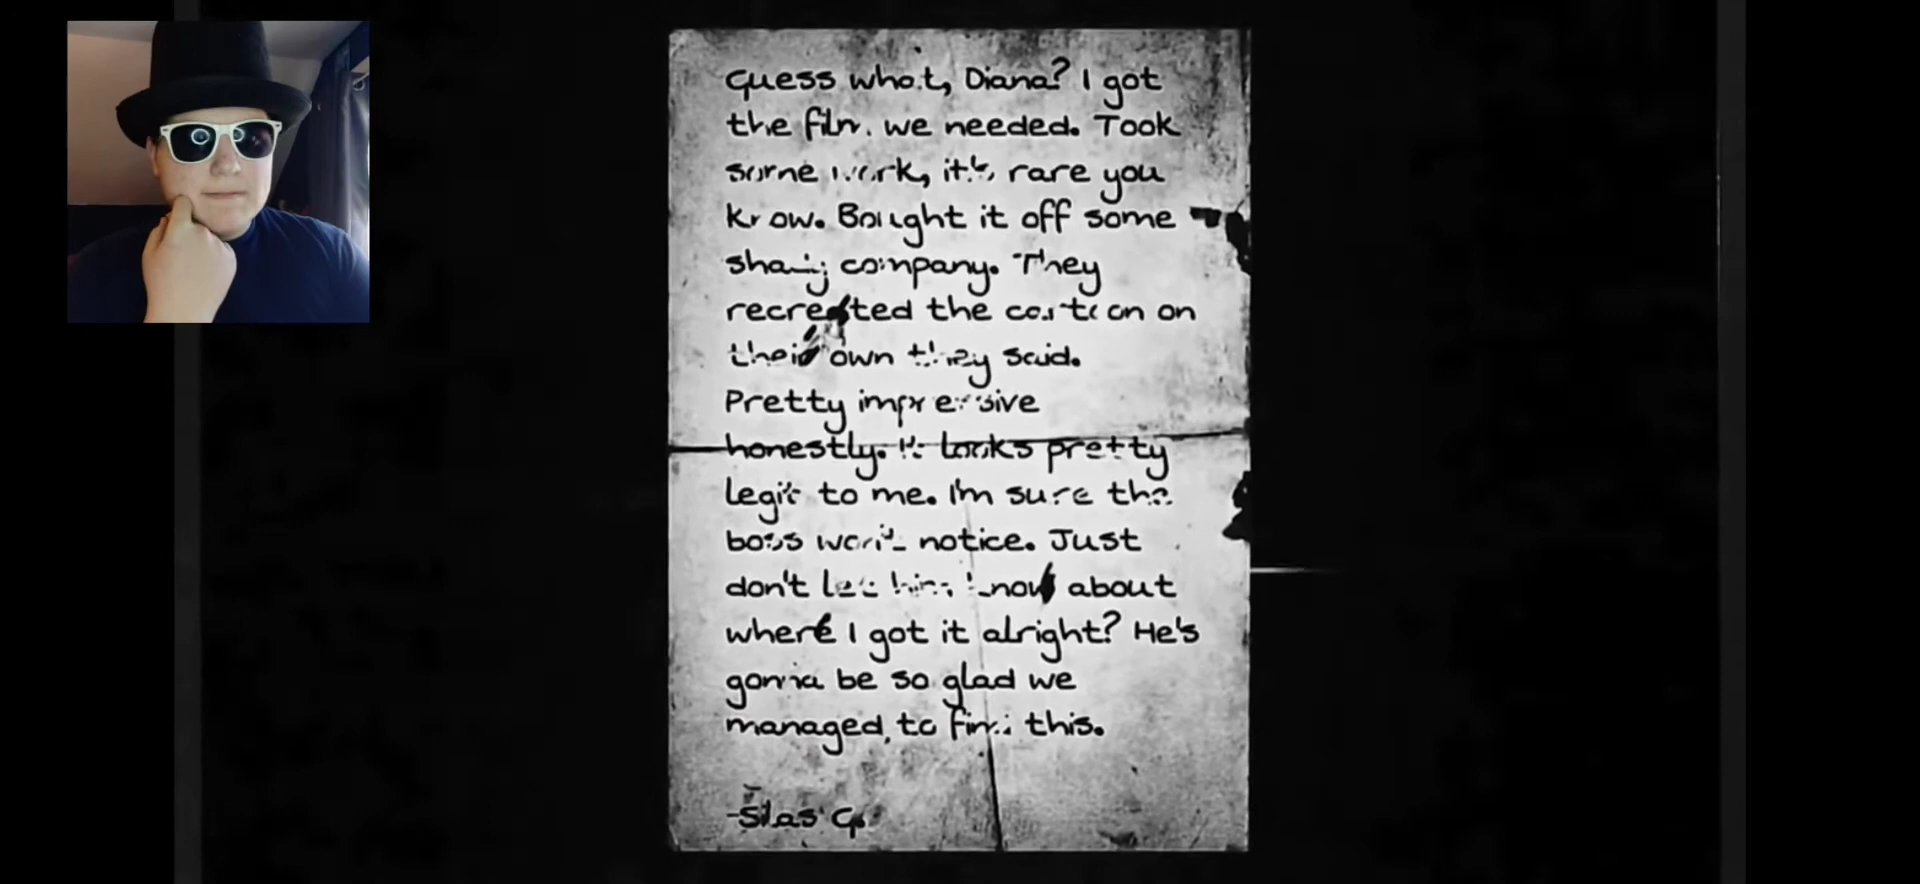 Guess what, Diana? I got
the film we needed. Took
some work, it's rare you
know. Bought it off some
shady company. They
recreated the cartoon on
their own they said.
Pretty impressive
honestly. It looks pretty
legit to me. I'm sure the
boss won't notice. Just
don't let him know about
where I got it alright? He's
gonna be so glad we
managed to find this.
-Silas G.